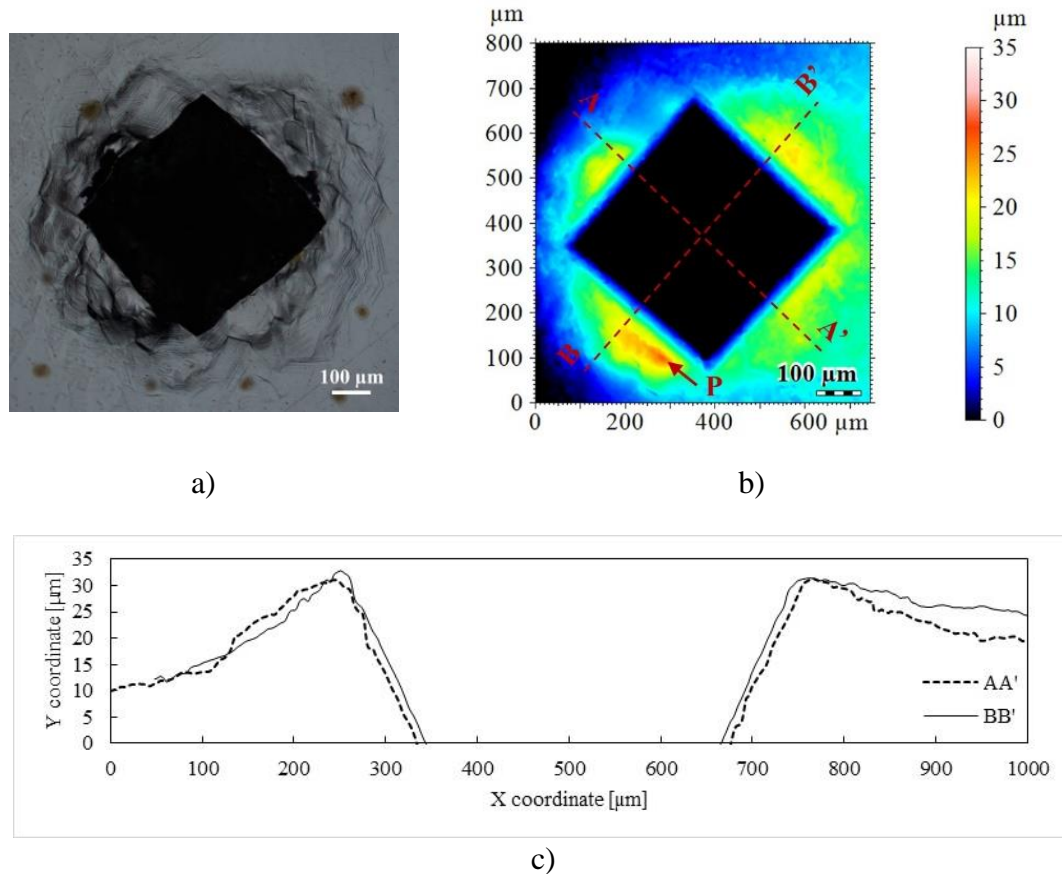 100 µm
a)
µm
800
700
600
500
400
300
200
100
0
0 200 400 600 µm
A
B'
B
A'
P
100 µm
µm
35
30
25
20
15
10
5
0
b)
Y coordinate [µm]
35
30
25
20
15
10
5
0
0 100 200 300 400 500 600 700 800 900 1000
X coordinate [µm]
AA'
BB'
c)